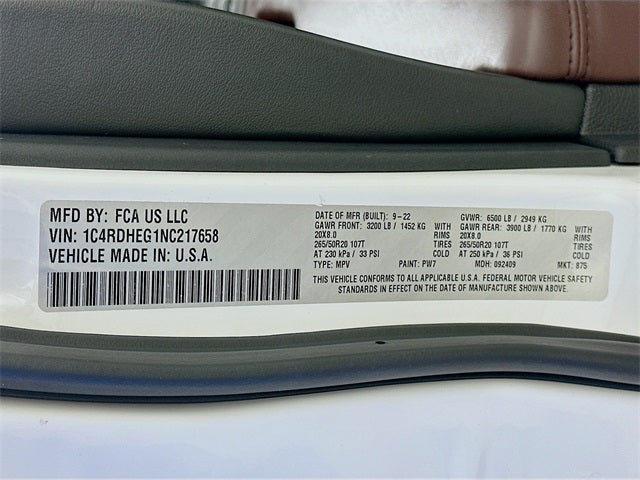 MFD BY: FCA US LLC
VIN: 1C4RDHEG1NC217658
VEHICLE MADE IN: U.S.A.
DATE OF MFR (BUILT): 9-22 GVWR: 6500 LB / 2949 KG
GAWR FRONT: 3200 LB / 1452 KG WITH GAWR REAR: 3900 LB / 1770 KG WITH
20X8.0 RIMS 20X8.0 RIMS
265/50R20 107T TIRES 265/50R20 107T TIRES
AT 230 kPa / 33 PSI COLD AT 250 kPa / 36 PSI COLD
TYPE: MPV PAINT: PW7 MDH: 092409 MKT: 875
THIS VEHICLE CONFORMS TO ALL APPLICABLE U.S.A. FEDERAL MOTOR VEHICLE SAFETY
STANDARDS IN EFFECT ON THE DATE OF MANUFACTURE SHOWN ABOVE.